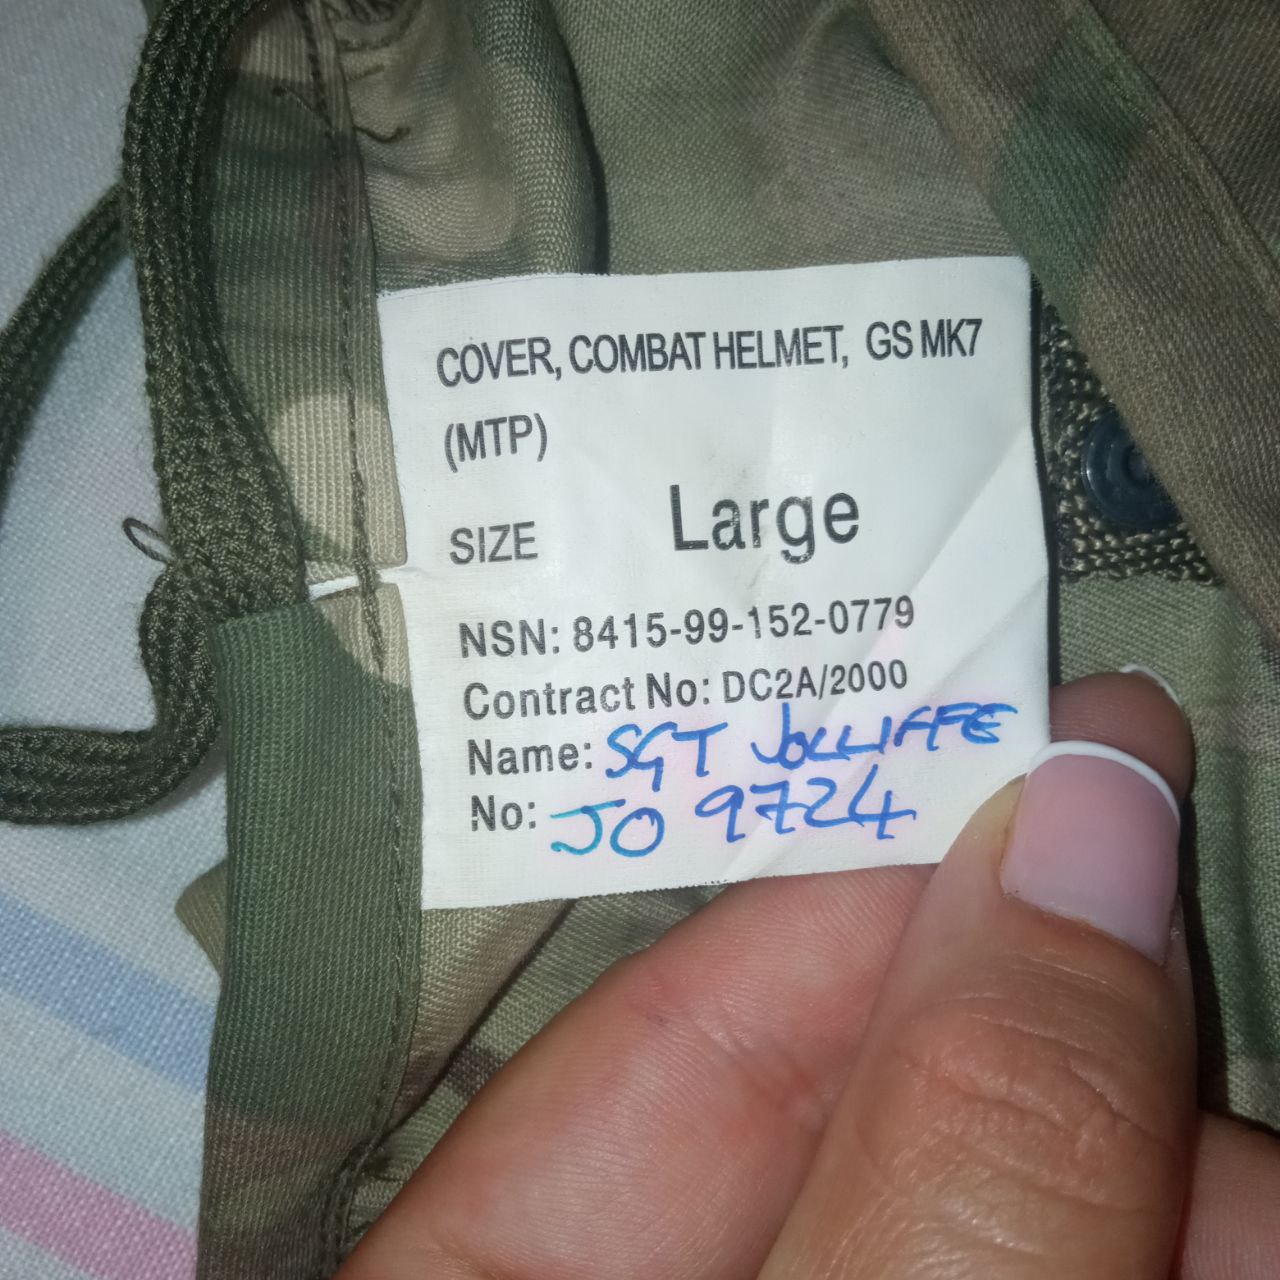 COVER, COMBAT HELMET, GS MK7
(MTP)
SIZE Large
NSN: 8415-99-152-0779
Contract No: DC2A/2000
Name: SGT JOLLIFFE
No: JO 9724